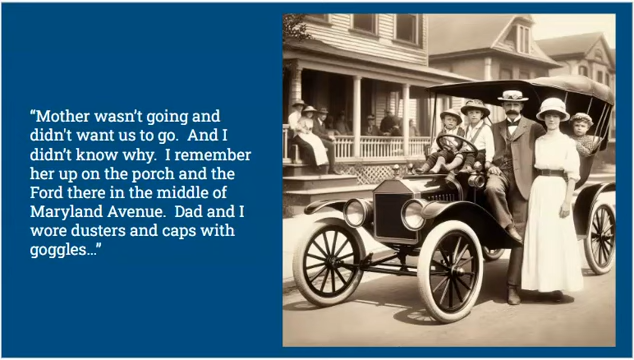 “Mother wasn’t going and
didn't want us to go.  And I
didn’t know why.  I remember
her up on the porch and the
Ford there in the middle of
Maryland Avenue.  Dad and I
wore dusters and caps with
goggles…”